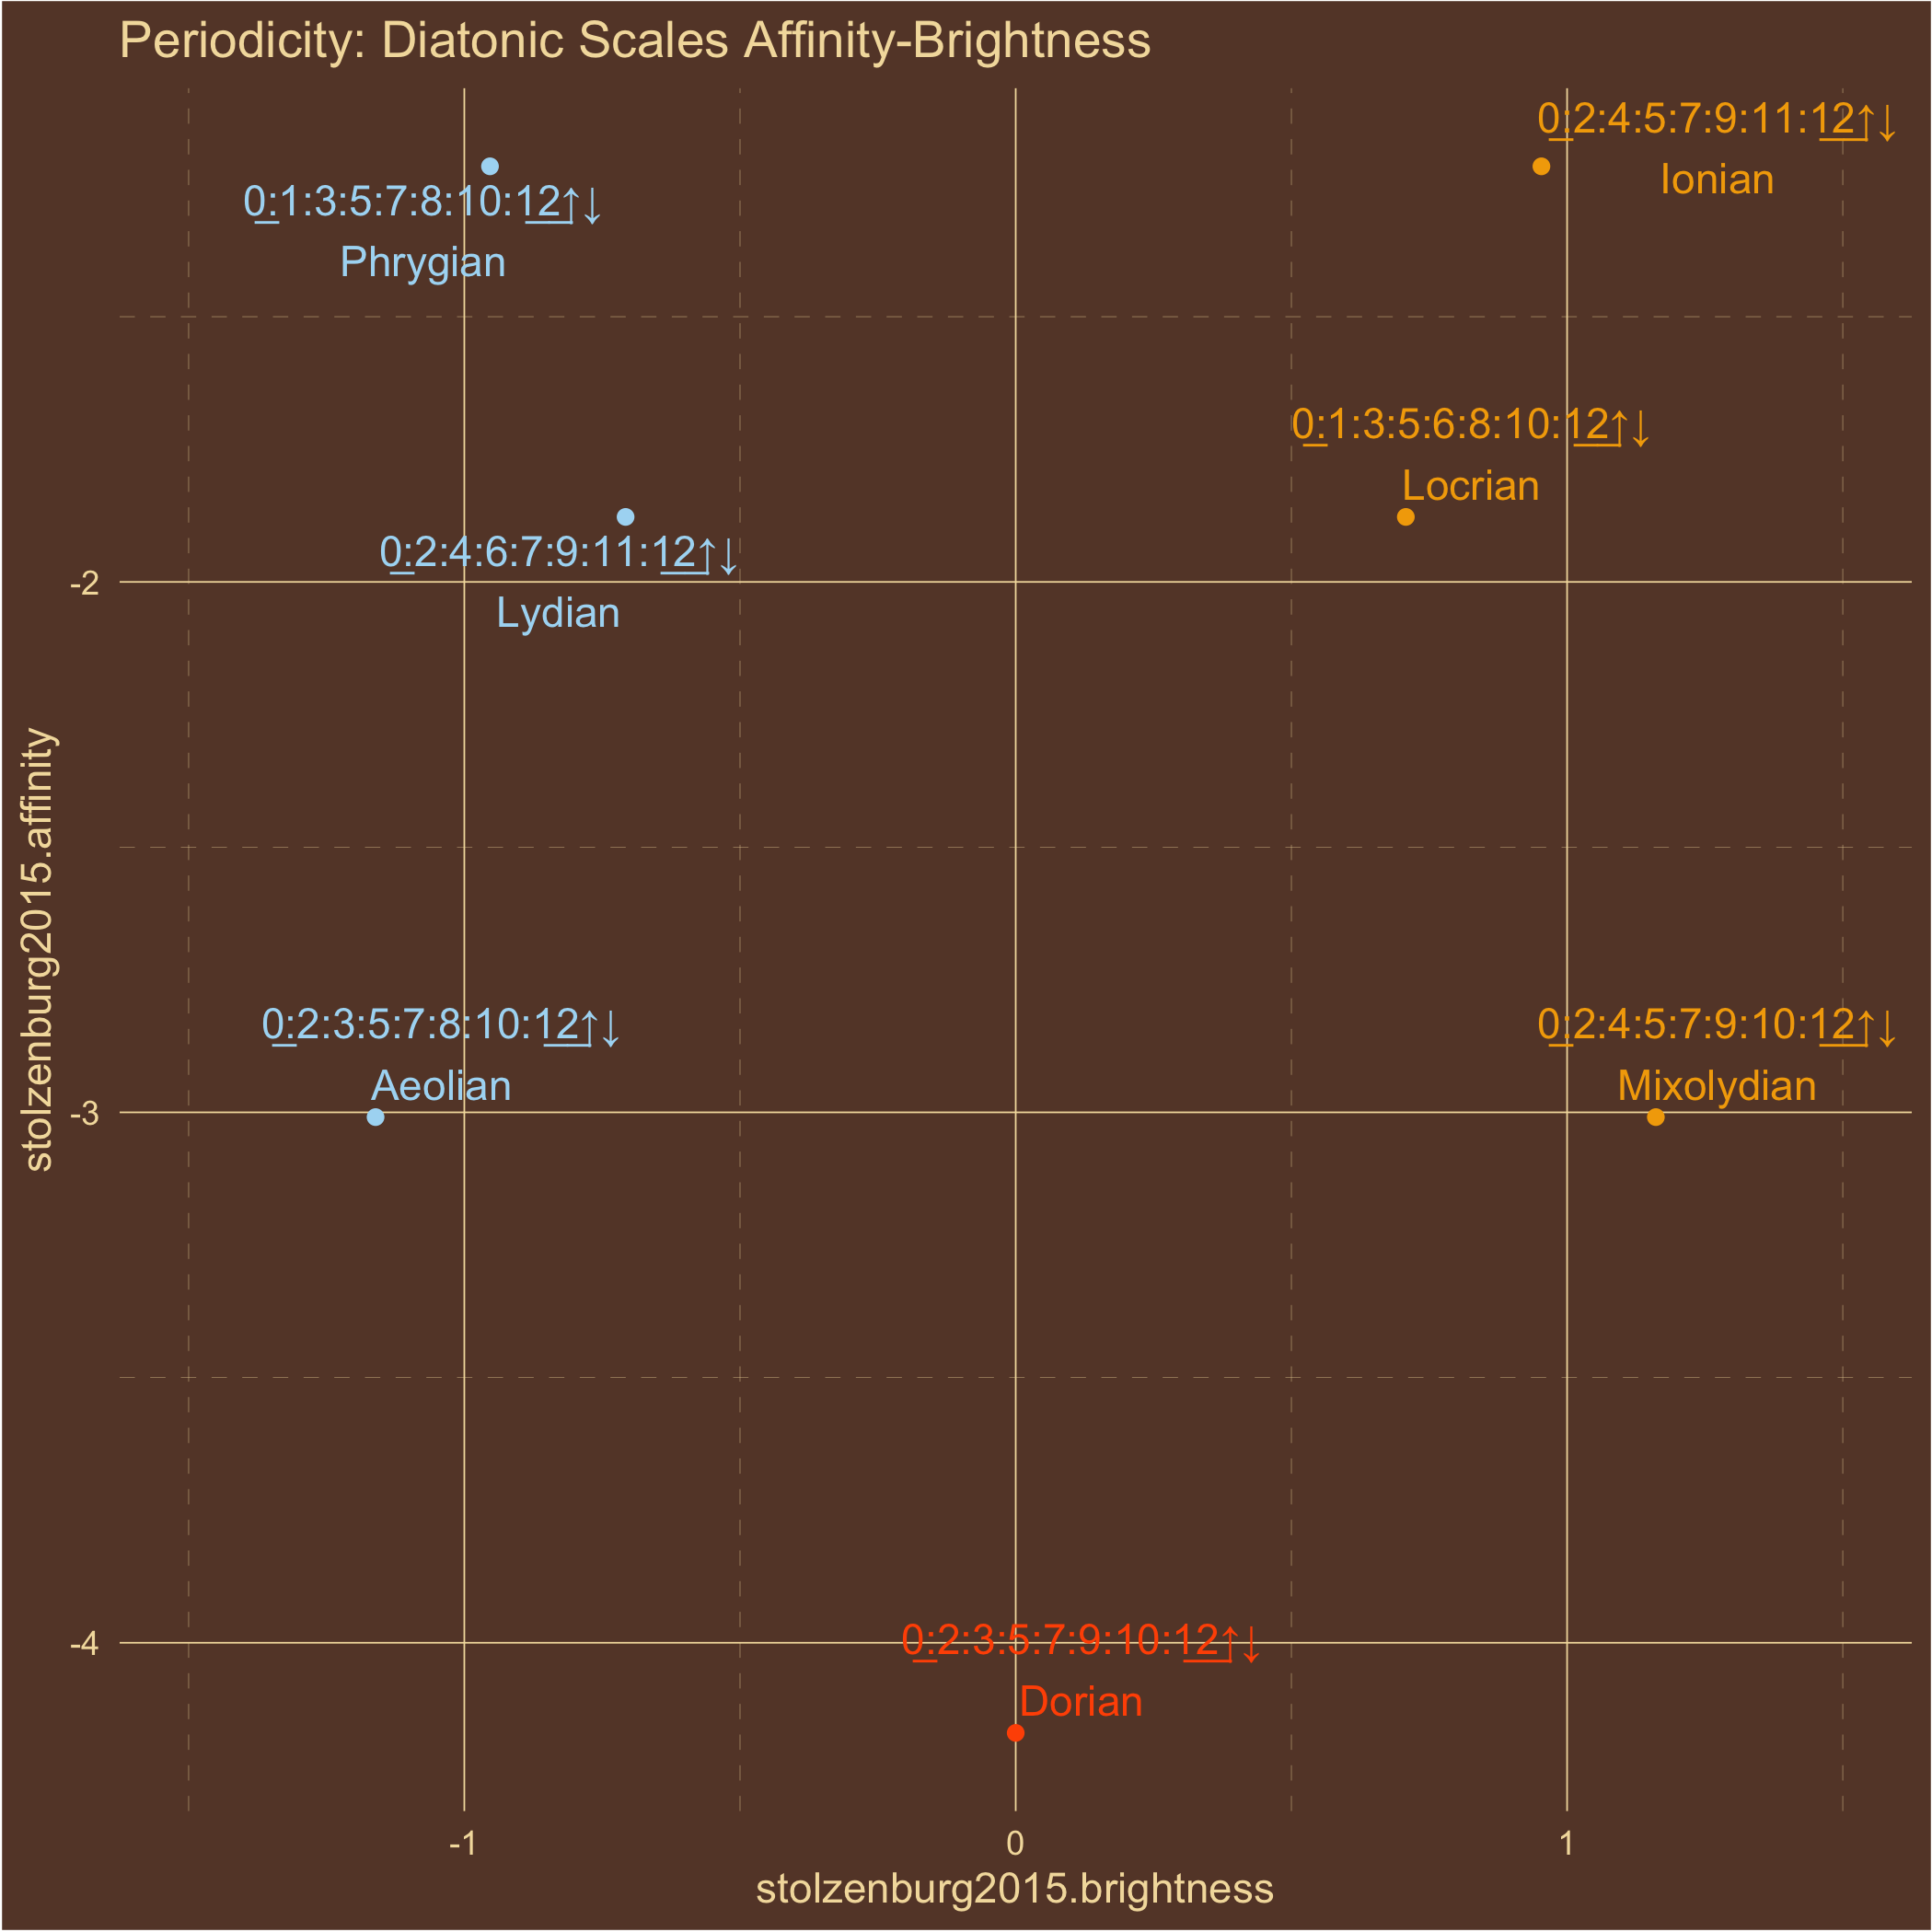 Periodicity: Diatonic Scales Affinity-Brightness
0:2:4:5:7:9:11:12↑↓
Ionian
0:1:3:5:7:8:10:12↑↓
Phrygian
0:1:3:5:6:8:10:12↑↓
Locrian
0:2:4:6:7:9:11:12↑↓
Lydian
-2
0:2:3:5:7:8:10:12↑↓
Aeolian
0:2:4:5:7:9:10:12↑↓
Mixolydian
-3
stolzenburg2015.affinity
0:2:3:5:7:9:10:12↑↓
Dorian
-4
-1
0
1
stolzenburg2015.brightness